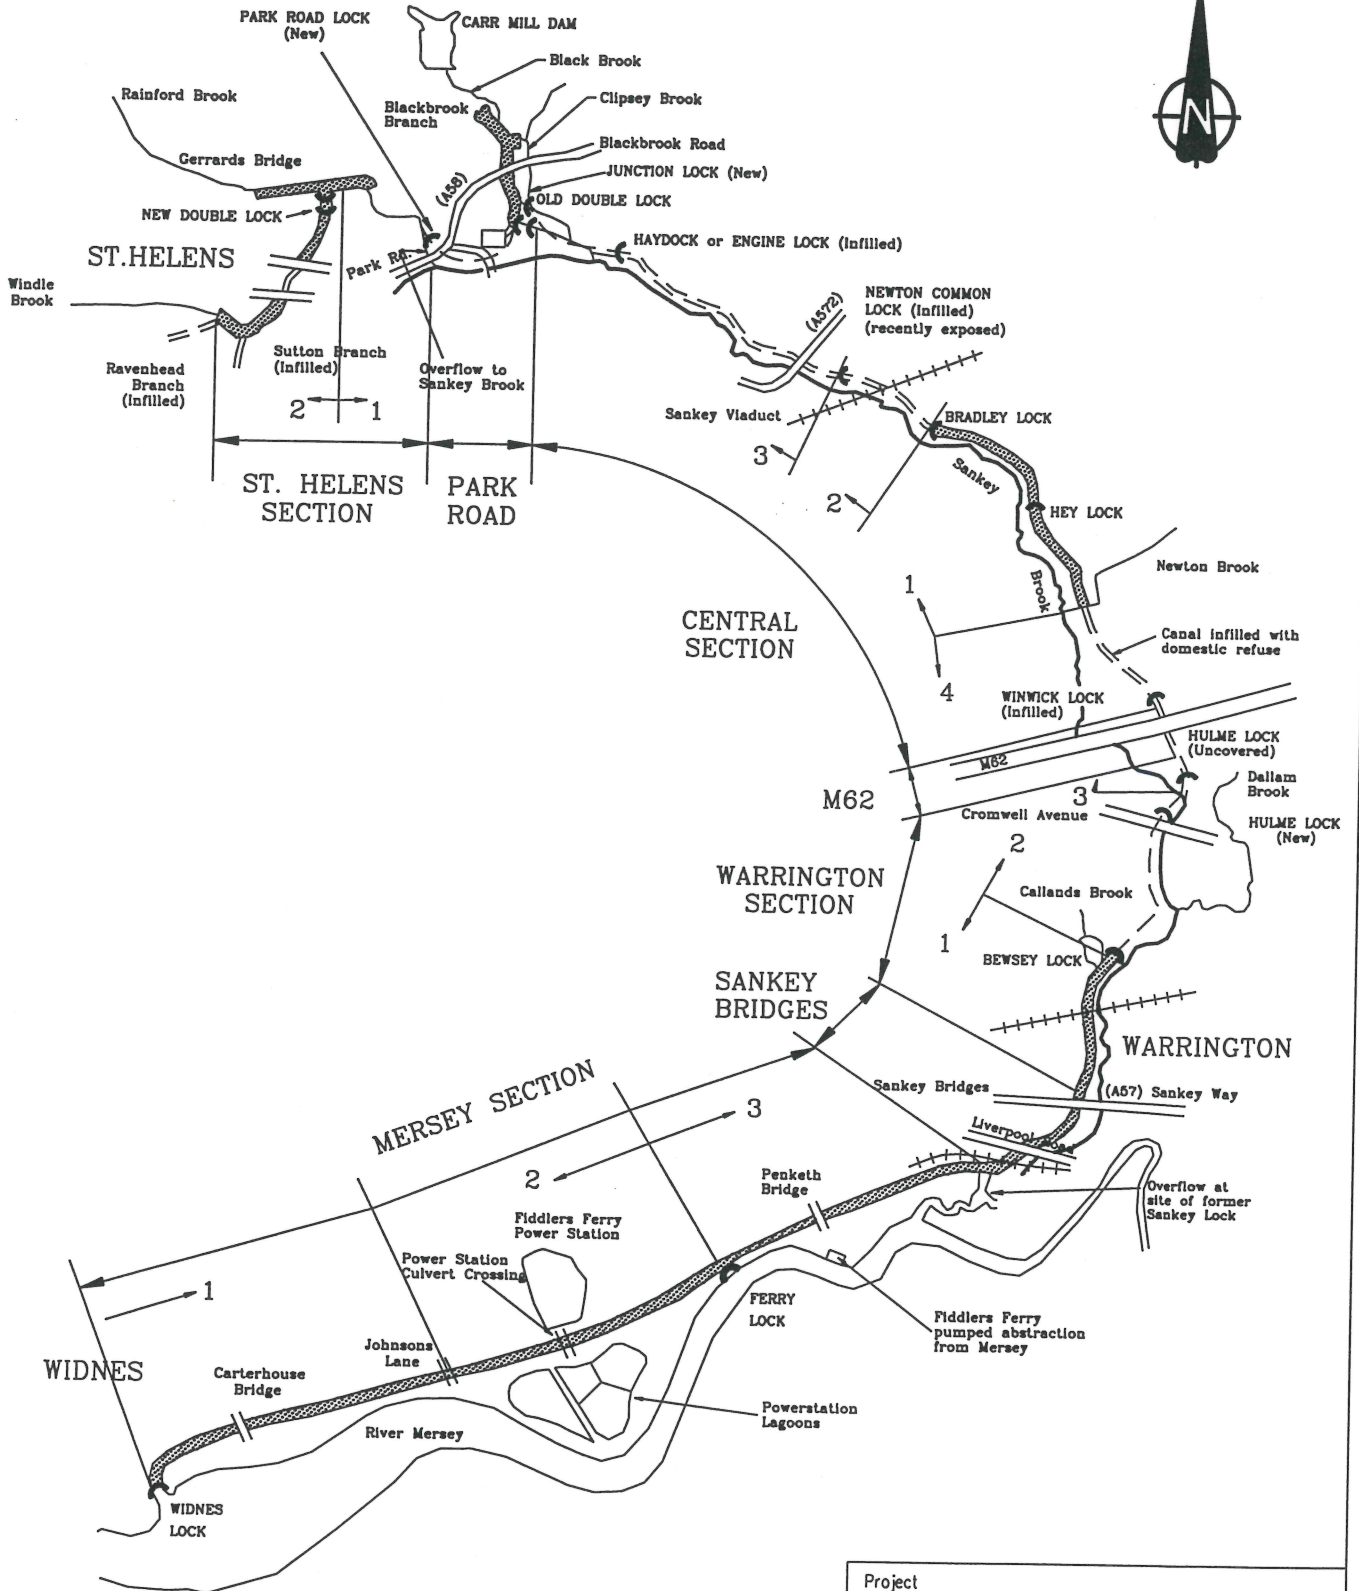 PARK ROAD LOCK
(New)
CARR MILL DAM
Black Brook
Rainford Brook
Blackbrook
Branch
Clipsey Brook
Blackbrook Road
Gerrards Bridge
JUNCTION LOCK (New)
(A58)
OLD DOUBLE LOCK
NEW DOUBLE LOCK
HAYDOCK or ENGINE LOCK (Infilled)
ST.HELENS
Park Rd.
Windle
Brook
NEWTON COMMON
LOCK (Infilled)
(recently exposed)
(A572)
Sutton Branch
(Infilled)
Overflow to
Sankey Brook
Ravenhead
Branch
(Infilled)
2
1
Sankey Viaduct
BRADLEY LOCK
3
Sankey
Brook
ST. HELENS
SECTION
PARK
ROAD
2
HEY LOCK
Newton Brook
1
CENTRAL
SECTION
Canal infilled with
domestic refuse
4
WINWICK LOCK
(Infilled)
HULME LOCK
(Uncovered)
M62
Dallam
Brook
3
M62
Cromwell Avenue
HULME LOCK
(New)
2
WARRINGTON
SECTION
Callands Brook
1
BEWSEY LOCK
SANKEY
BRIDGES
WARRINGTON
MERSEY SECTION
Sankey Bridges
(A57) Sankey Way
3
Liverpool Road
2
Penketh
Bridge
Overflow at
site of former
Sankey Lock
Fiddlers Ferry
Power Station
Power Station
Culvert Crossing
1
FERRY
LOCK
Fiddlers Ferry
pumped abstraction
from Mersey
Johnsons
Lane
WIDNES
Carterhouse
Bridge
Powerstation
Lagoons
River Mersey
WIDNES
LOCK
N
Project